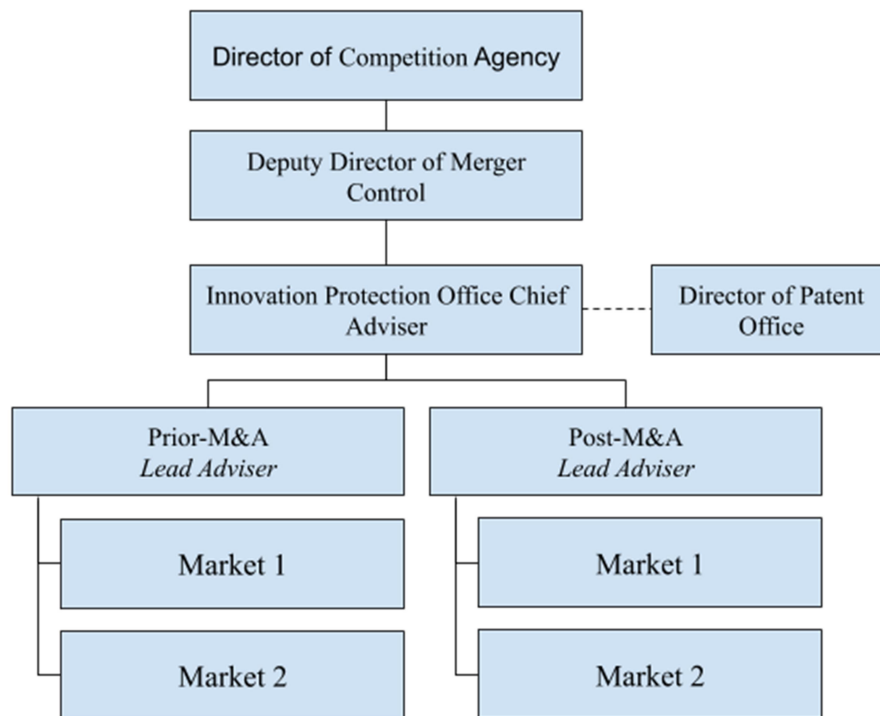 Director of Competition Agency
Deputy Director of Merger
Control
Innovation Protection Office Chief
Adviser
Director of Patent
Office
Prior-M&A
Lead Adviser
Post-M&A
Lead Adviser
Market 1
Market 1
Market 2
Market 2